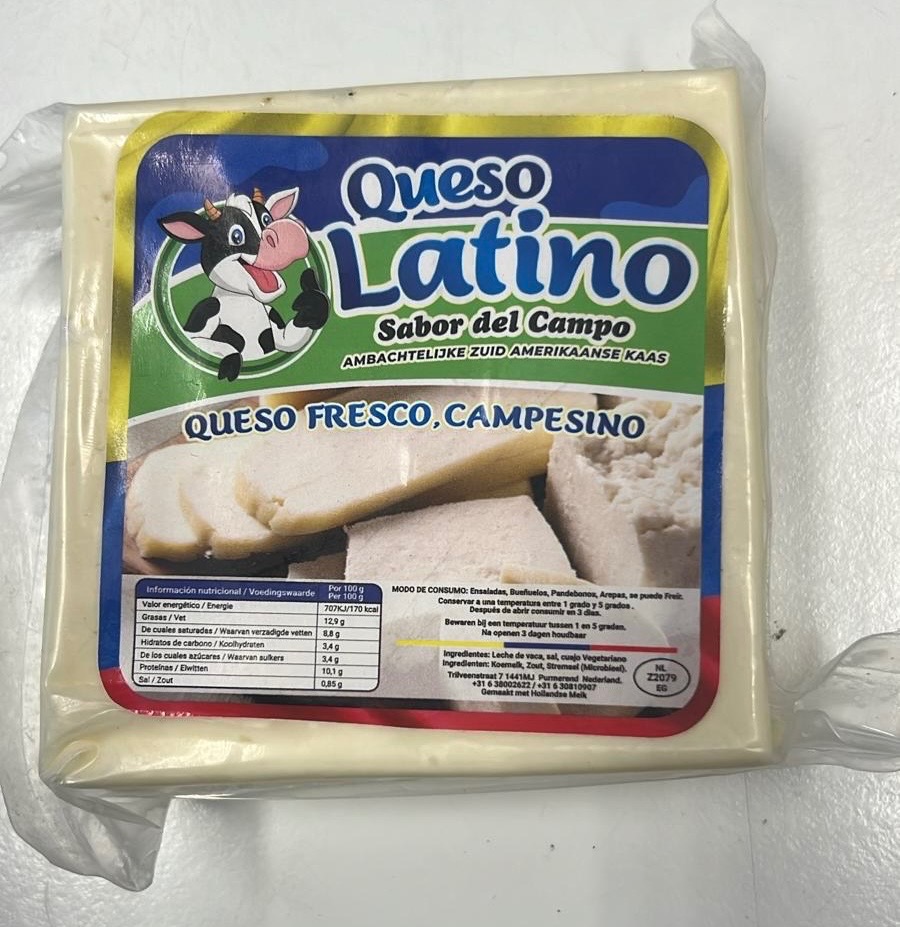 Queso
Latino
Sabor del Campo
AMBACHTELIJKE ZUID AMERIKAANSE KAAS
QUESO FRESCO, CAMPESINO
Información nutricional / Voedingswaarde Por 100 g Per 100 g
Valor energético / Energie 707KJ/170 kcal
Grasas / Vet 12,9 g
De cuales saturadas / Waarvan verzadigde vetten 8,8 g
Hidratos de carbono / Koolhydraten 3,4 g
De los cuales azúcares / Waarvan suikers 3,4 g
Proteinas / Eiwitten 10,1 g
Sal / Zout 0,85 g
MODO DE CONSUMO: Ensaladas, Buñuelos, Pandebonos, Arepas, se puede Freir.
Conservar a una temperatura entre 1 grado y 5 grados.
Después de abrir consumir en 3 dias.
Bewaren bij een temperatuur tussen 1 en 5 graden.
Na openen 3 dagen houdbaar
Ingredientes: Leche de vaca, sal, cuajo Vegetariano
Ingredienten: Koemelk, Zout, Stremsel (Microbieel).
Trilveenstraat 7 1441MJ Purmerend Nederland.
+31 6 38002622 / +31 6 30810907
Gemaakt met Hollandse Melk
NL
Z2079
EG